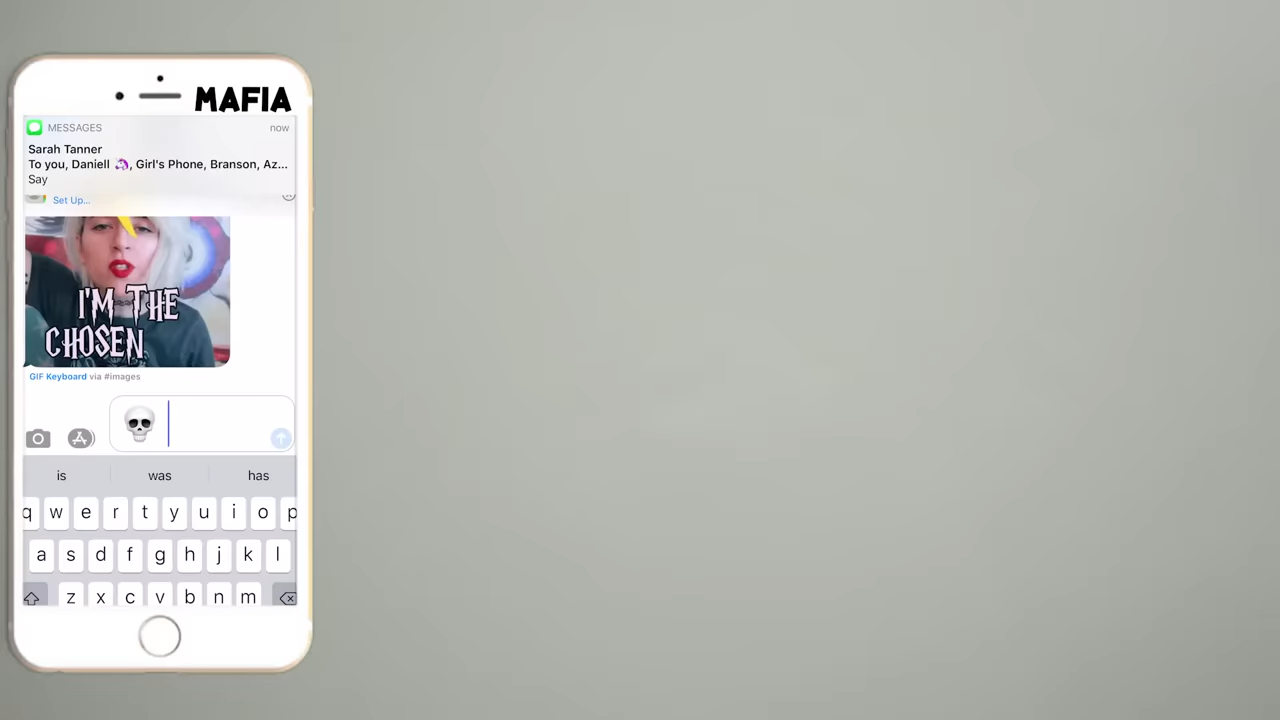 MAFIA
MESSAGES now
Sarah Tanner
To you, Daniell 🦄, Girl's Phone, Branson, Az...
Say
Set Up...
I'M THE
CHOSEN
GIF Keyboard via #images
💀
is was has
q w e r t y u i o p
a s d f g h j k l
z x c v b n m